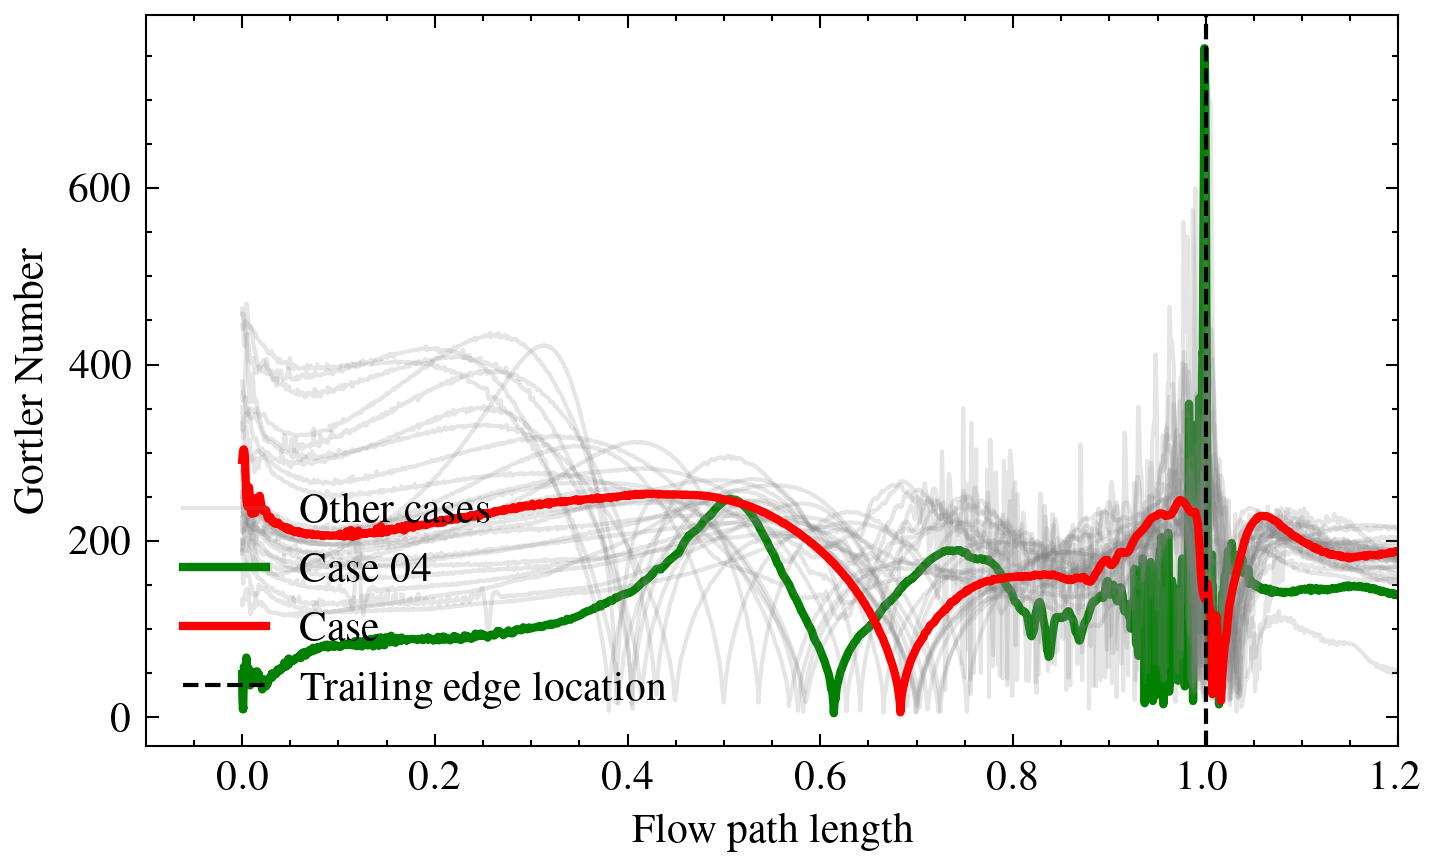 Gortler Number
600
400
200
0
Other cases
Case 04
Case
Trailing edge location
0.0 0.2 0.4 0.6 0.8 1.0 1.2
Flow path length